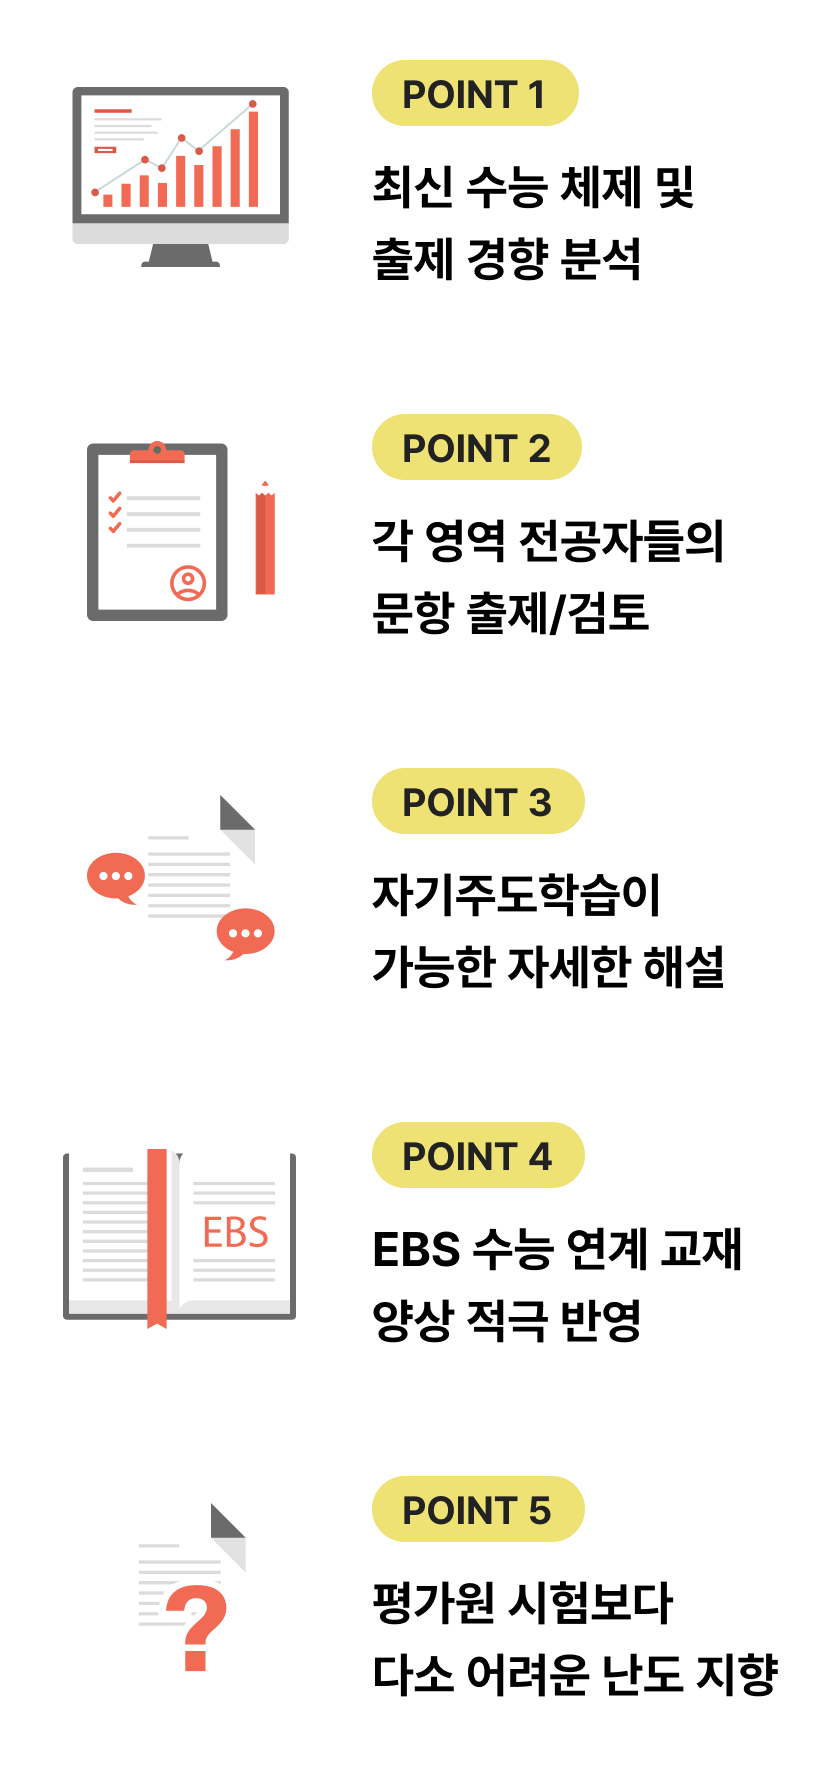 POINT 1
최신 수능 체제 및
출제 경향 분석
POINT 2
각 영역 전공자들의
문항 출제/검토
POINT 3
자기주도학습이
가능한 자세한 해설
POINT 4
EBS
EBS 수능 연계 교재
양상 적극 반영
POINT 5
?
평가원 시험보다
다소 어려운 난도 지향